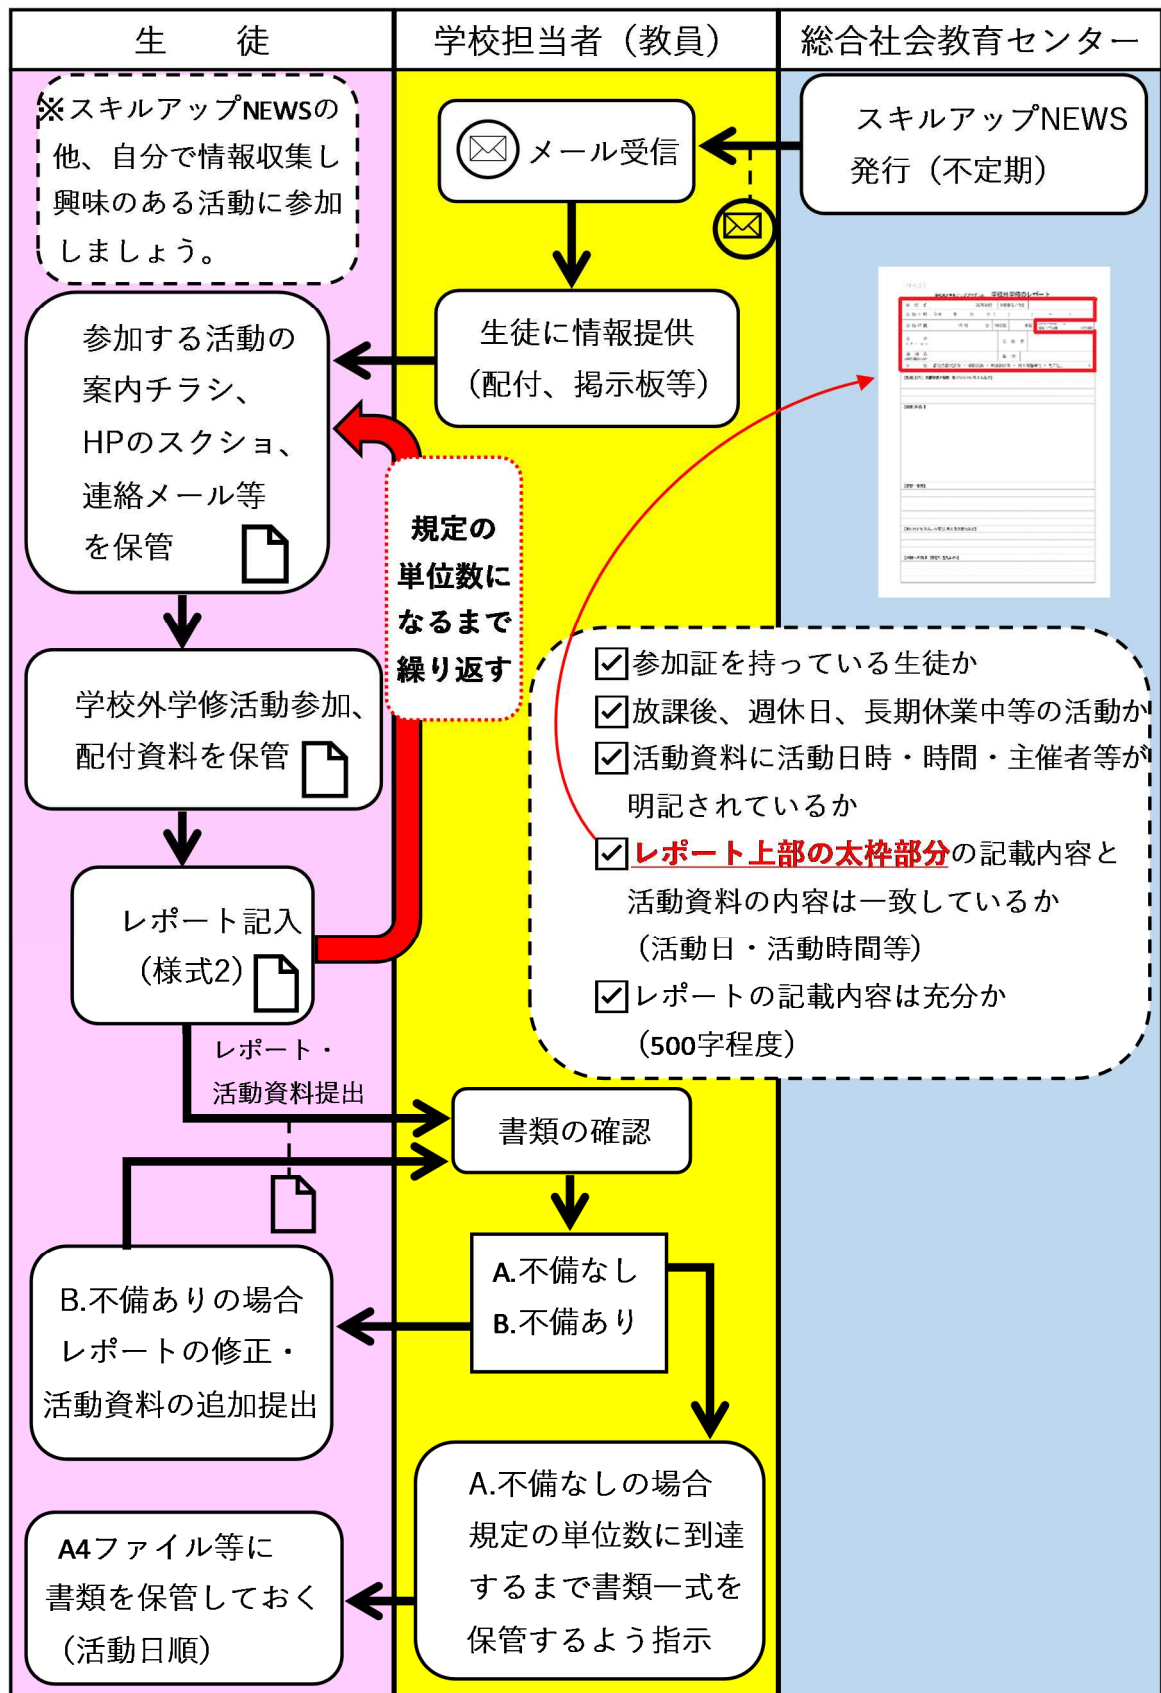 生　　徒
学校担当者（教員）
総合社会教育センター
※スキルアップNEWSの
他、自分で情報収集し
興味のある活動に参加
しましょう。
メール受信
スキルアップNEWS
発行（不定期）
生徒に情報提供
（配付、掲示板等）
参加する活動の
案内チラシ、
HPのスクショ、
連絡メール等
を保管
規定の
単位数に
なるまで
繰り返す
学校外学修活動参加、
配付資料を保管
参加証を持っている生徒か
放課後、週休日、長期休業中等の活動か
活動資料に活動日時・時間・主催者等が
明記されているか
レポート上部の太枠部分の記載内容と
活動資料の内容は一致しているか
（活動日・活動時間等）
レポートの記載内容は充分か
（500字程度）
レポート記入
（様式2）
レポート・
活動資料提出
書類の確認
A.不備なし
B.不備あり
B.不備ありの場合
レポートの修正・
活動資料の追加提出
A.不備なしの場合
規定の単位数に到達
するまで書類一式を
保管するよう指示
A4ファイル等に
書類を保管しておく
（活動日順）